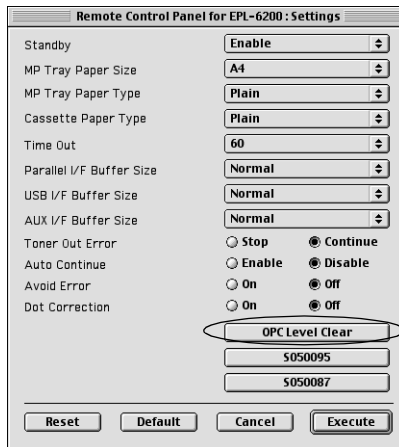 Remote Control Panel for EPL-6200 : Settings
Standby Enable
MP Tray Paper Size A4
MP Tray Paper Type Plain
Cassette Paper Type Plain
Time Out 60
Parallel I/F Buffer Size Normal
USB I/F Buffer Size Normal
AUX I/F Buffer Size Normal
Toner Out Error Stop Continue
Auto Continue Enable Disable
Avoid Error On Off
Dot Correction On Off
OPC Level Clear
S050095
S050087
Reset Default Cancel Execute